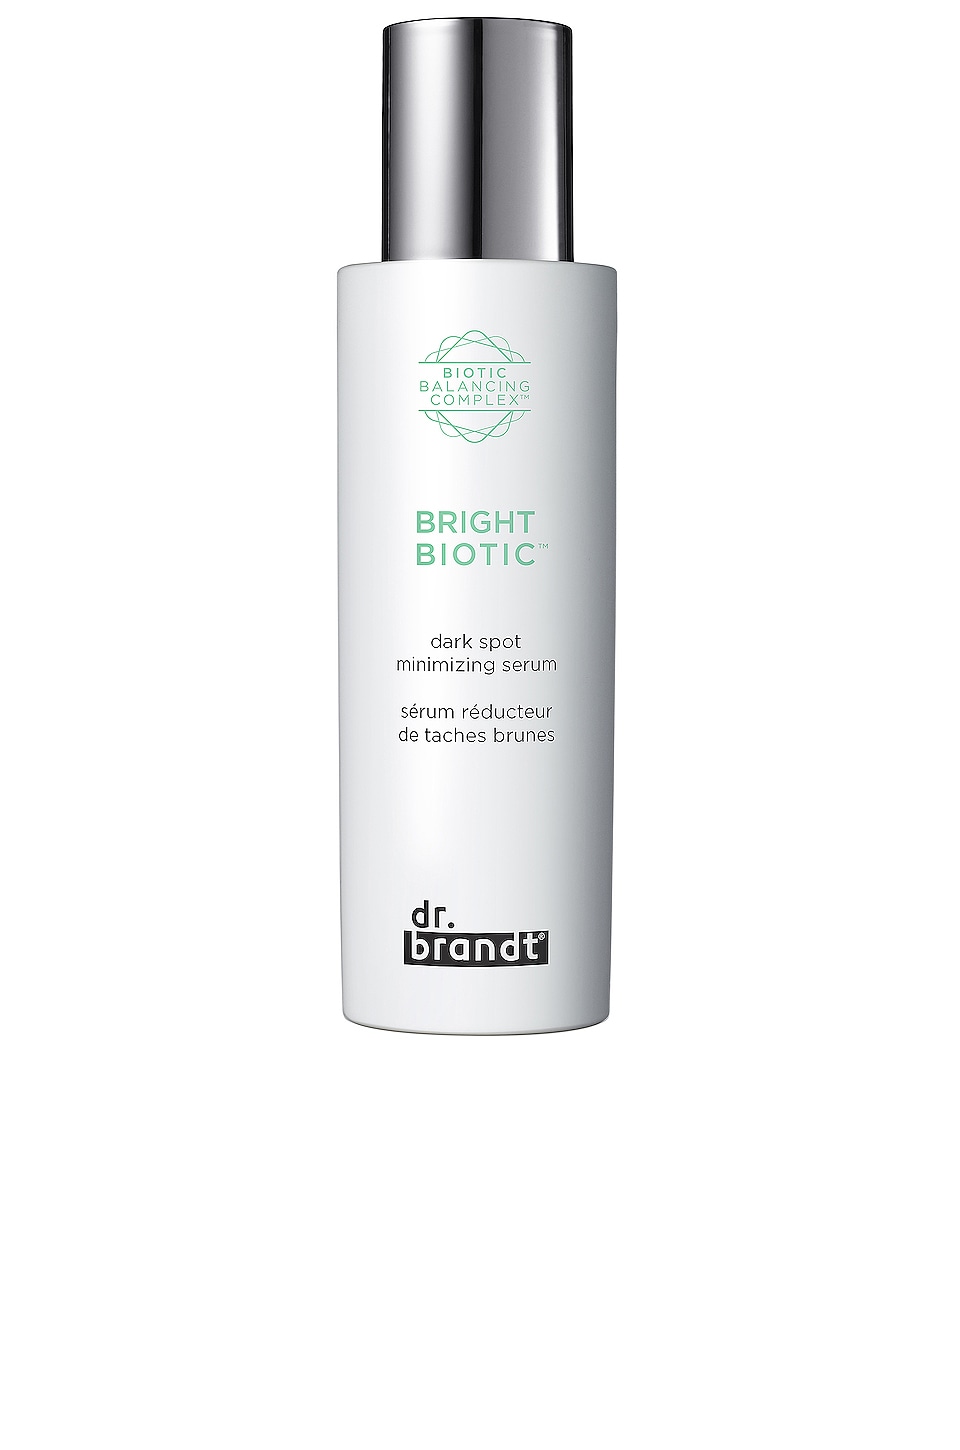 BIOTIC
BALANCING
COMPLEX™
BRIGHT
BIOTIC™
dark spot
minimizing serum
sérum réducteur
de taches brunes
dr.
brandt®